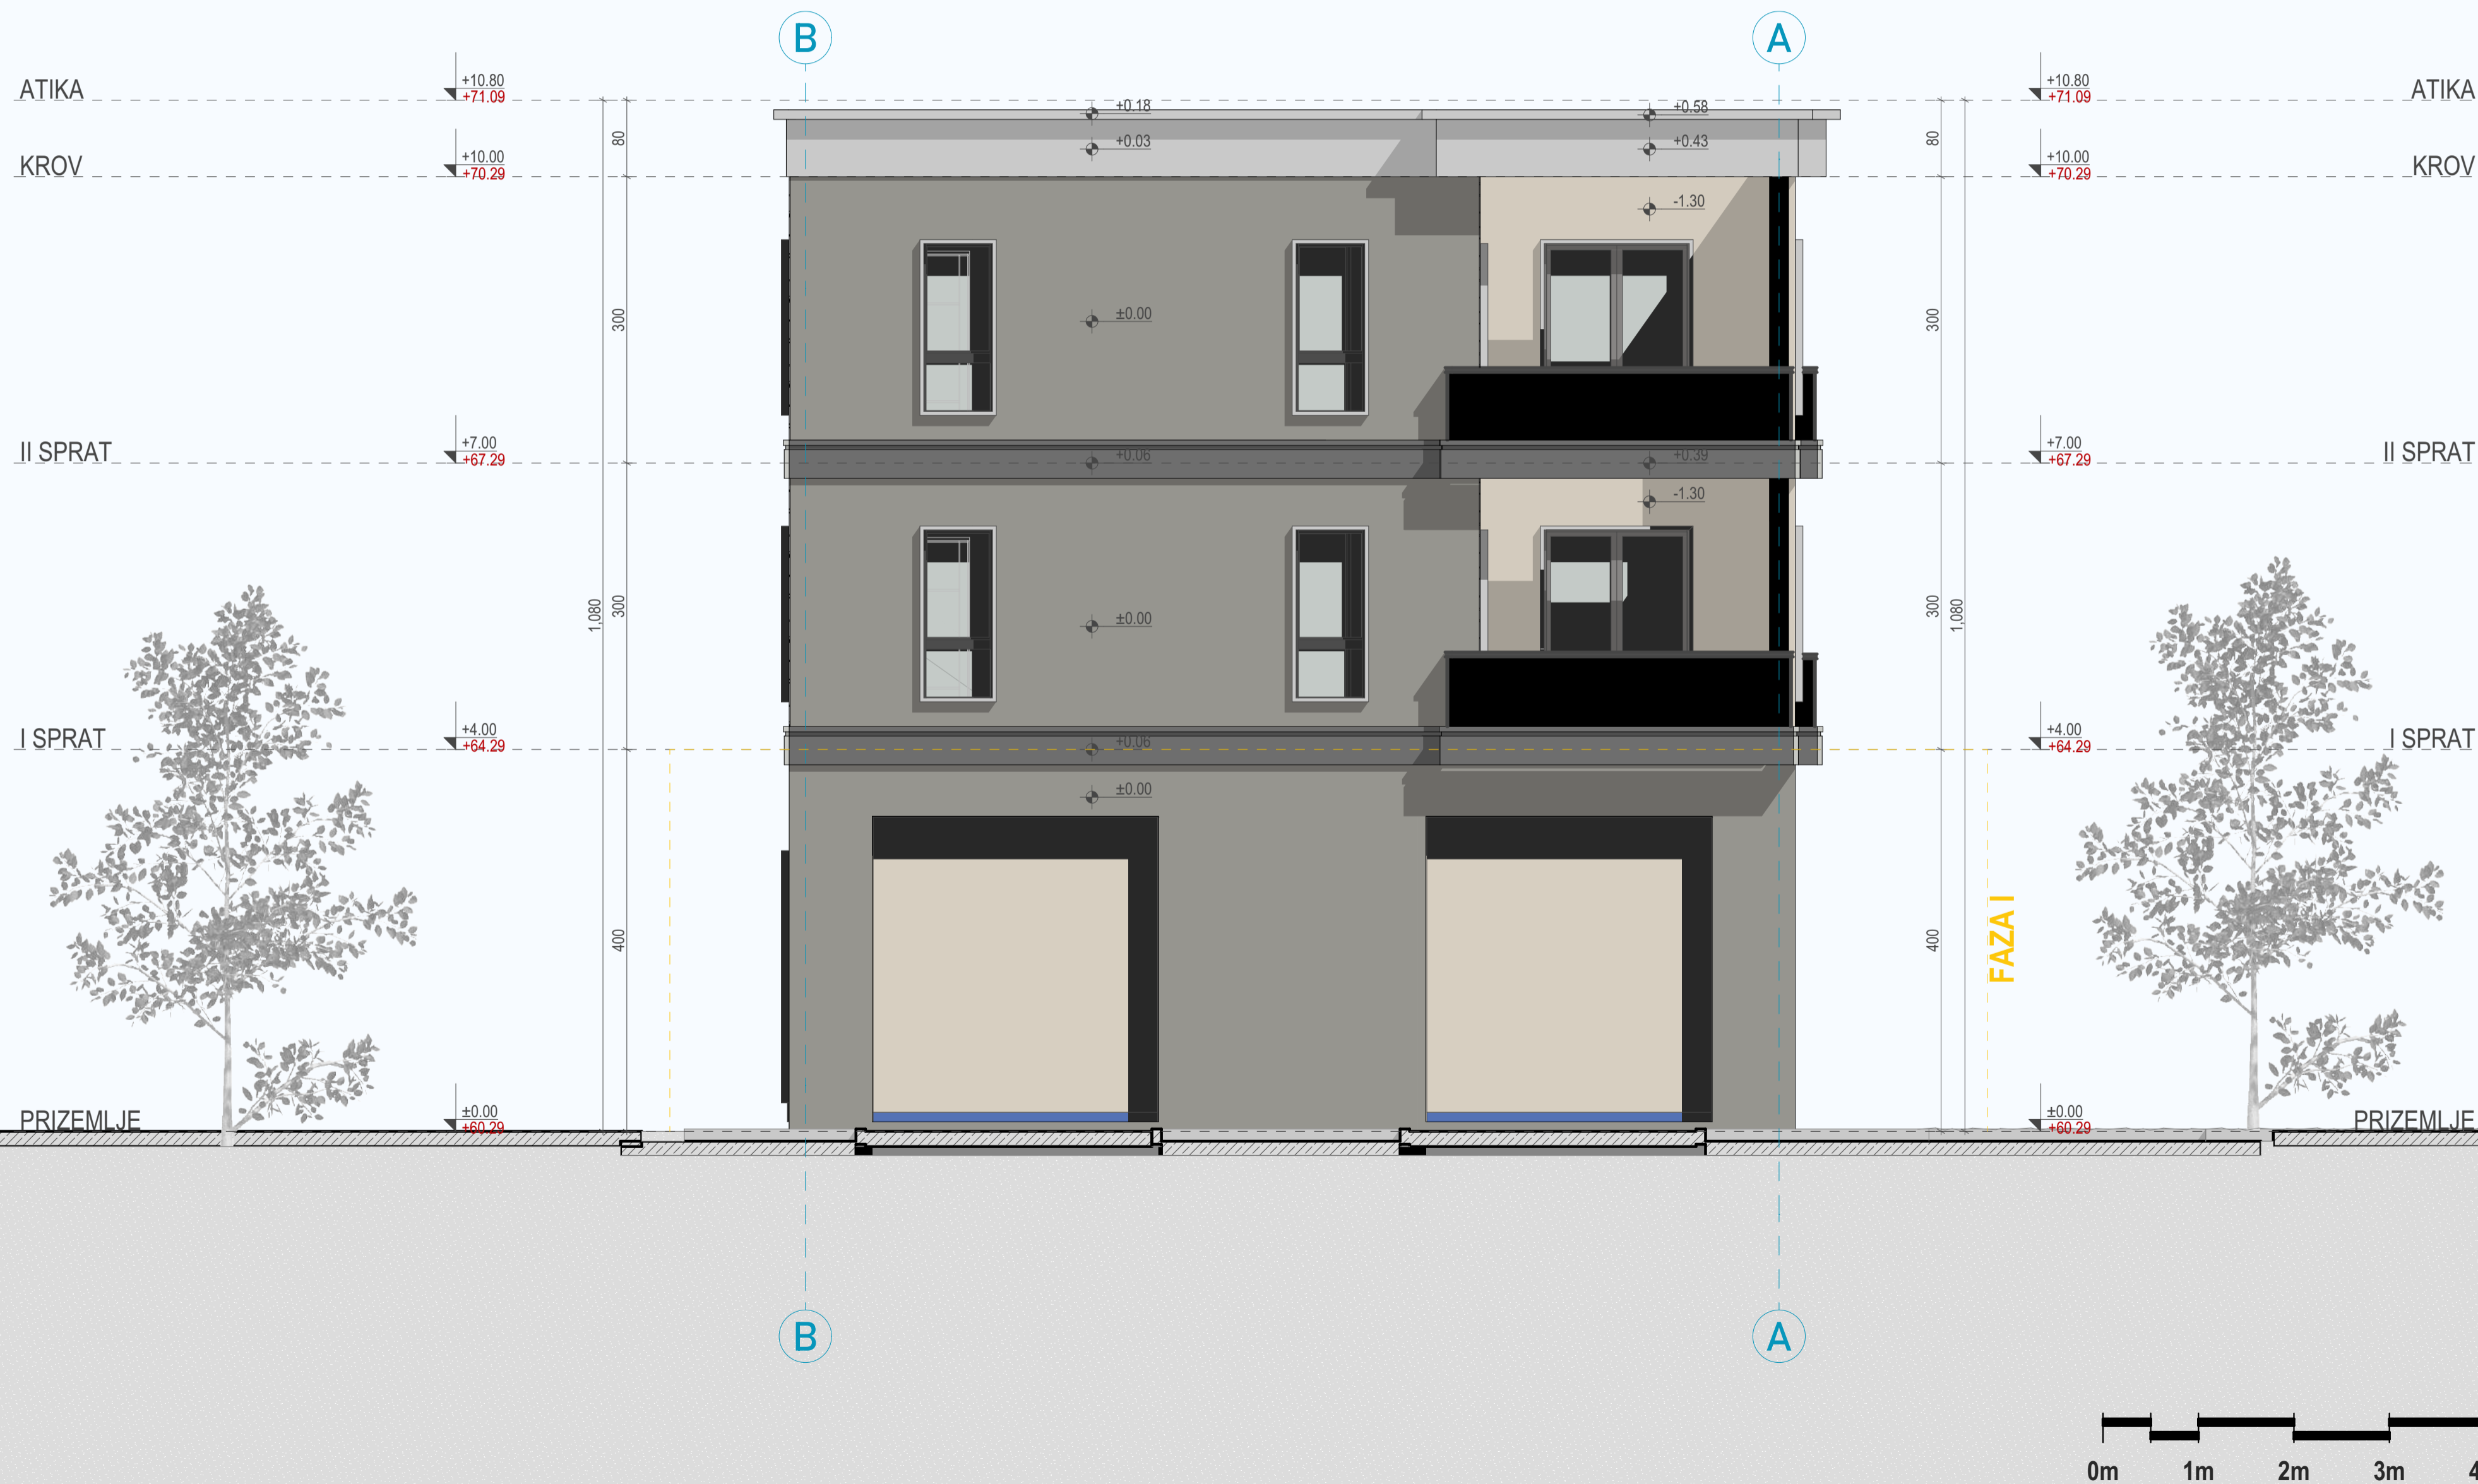 B A
ATIKA +10.80 +10.80 ATIKA
+71.09 +71.09
+0.18 +0.58
80 +0.03 +0.43 80
KROV +10.00 +10.00 KROV
+70.29 +70.29
-1.30
300 ±0.00 300
II SPRAT +7.00 +7.00 II SPRAT
+67.29 +0.06 +0.39 +67.29
-1.30
1,080 300 ±0.00 300 1,080
I SPRAT +4.00 +4.00 I SPRAT
+64.29 +0.06 +64.29
±0.00
400 400 FAZA I
PRIZEMLJE ±0.00 ±0.00 PRIZEMLJE
+60.29 +60.29
B A
0m 1m 2m 3m 4